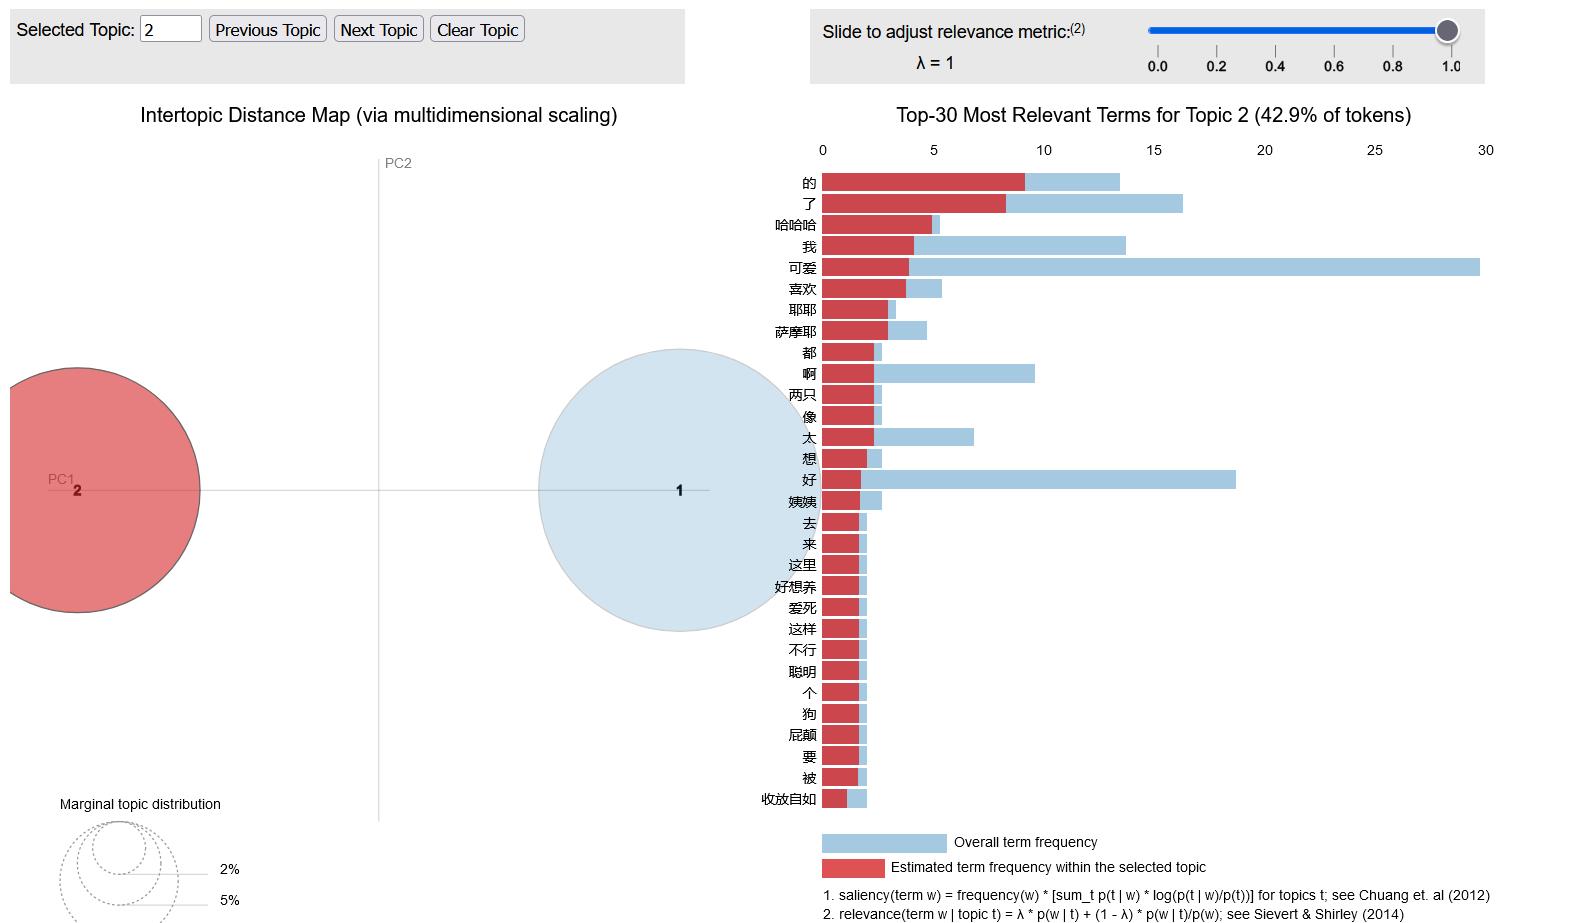 Selected Topic: 2 Previous Topic Next Topic Clear Topic
Slide to adjust relevance metric:(2)
λ = 1
0.0 0.2 0.4 0.6 0.8 1.0
Intertopic Distance Map (via multidimensional scaling)
PC2
PC1
2
1
Marginal topic distribution
2%
5%
Top-30 Most Relevant Terms for Topic 2 (42.9% of tokens)
0 5 10 15 20 25 30
的
了
哈哈哈
我
可爱
喜欢
耶耶
萨摩耶
都
啊
两只
像
太
想
好
姨姨
去
来
这里
好想养
爱死
这样
不行
聪明
个
狗
屁颠
要
被
收放自如
Overall term frequency
Estimated term frequency within the selected topic
1. saliency(term w) = frequency(w) * [sum_t p(t | w) * log(p(t | w)/p(t))] for topics t; see Chuang et. al (2012)
2. relevance(term w | topic t) = λ * p(w | t) + (1 - λ) * p(w | t)/p(w); see Sievert & Shirley (2014)